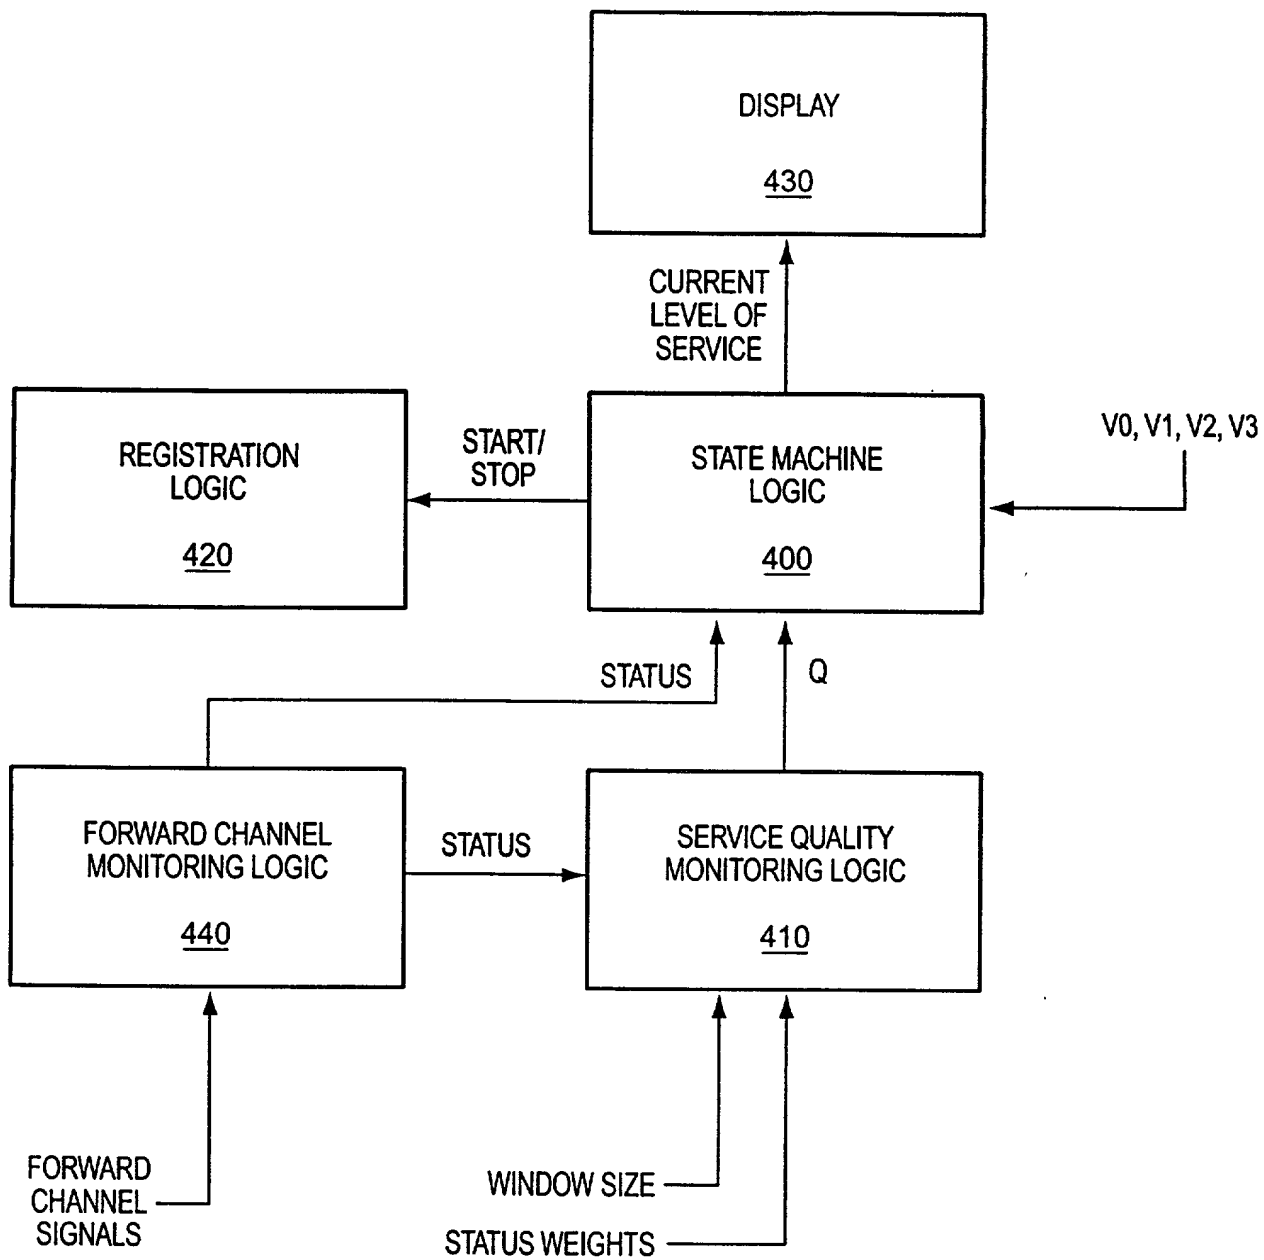 DISPLAY
430
CURRENT
LEVEL OF
SERVICE
REGISTRATION
LOGIC
420
START/
STOP
STATE MACHINE
LOGIC
400
V0, V1, V2, V3
STATUS
Q
FORWARD CHANNEL
MONITORING LOGIC
440
STATUS
SERVICE QUALITY
MONITORING LOGIC
410
FORWARD
CHANNEL
SIGNALS
WINDOW SIZE
STATUS WEIGHTS